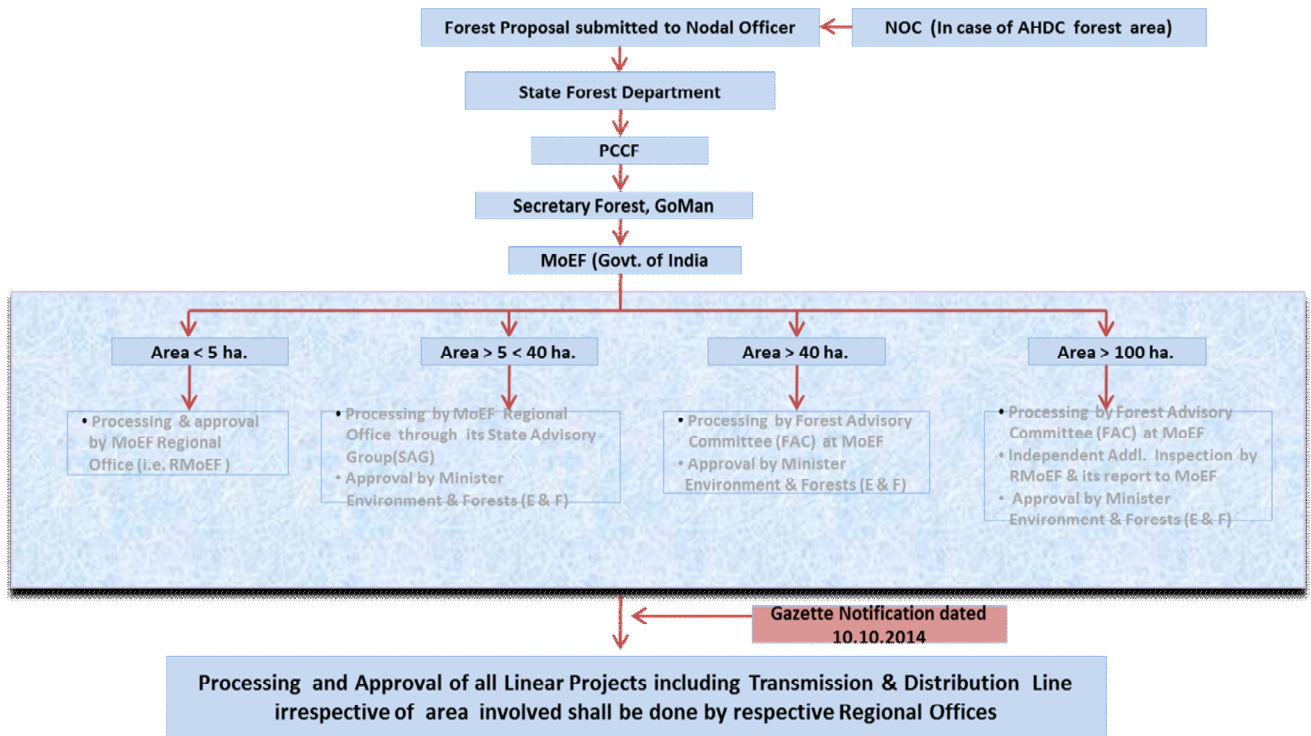 Forest Proposal submitted to Nodal Officer
NOC (In case of AHDC forest area)
State Forest Department
PCCF
Secretary Forest, GoMan
MoEF (Govt. of India
Area < 5 ha.
Area > 5 < 40 ha.
Area > 40 ha.
Area > 100 ha.
• Processing & approval
by MoEF Regional
Office (i.e. RMoEF )
• Processing by MoEF Regional
Office through its State Advisory
Group(SAG)
• Approval by Minister
Environment & Forests (E & F)
• Processing by Forest Advisory
Committee (FAC) at MoEF
• Approval by Minister
Environment & Forests (E & F)
• Processing by Forest Advisory
Committee (FAC) at MoEF
• Independent Addl. Inspection by
RMoEF & its report to MoEF
• Approval by Minister
Environment & Forests (E & F)
Gazette Notification dated
10.10.2014
Processing and Approval of all Linear Projects including Transmission & Distribution Line
irrespective of area involved shall be done by respective Regional Offices